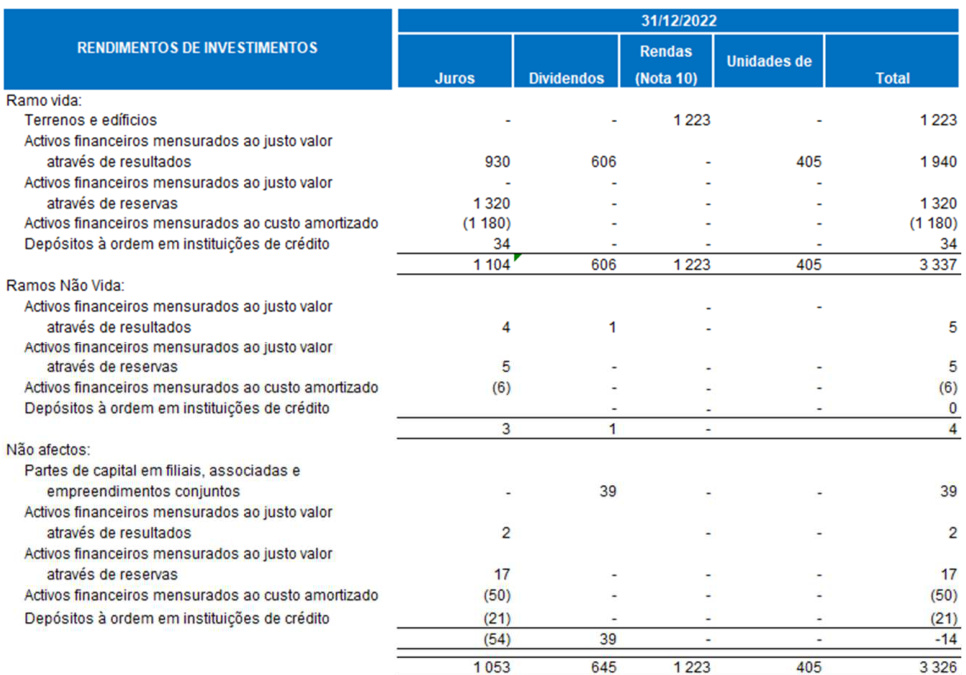 31/12/2022
RENDIMENTOS DE INVESTIMENTOS
Juros Dividendos Rendas (Nota 10) Unidades de Total
Ramo vida:
Terrenos e edíficios - - 1 223 - 1 223
Activos financeiros mensurados ao justo valor
através de resultados 930 606 - 405 1 940
Activos financeiros mensurados ao justo valor - - - -
através de reservas 1 320 - - - 1 320
Activos financeiros mensurados ao custo amortizado (1 180) - - - (1 180)
Depósitos à ordem em instituições de crédito 34 - - - 34
1 104 606 1 223 405 3 337
Ramos Não Vida:
Activos financeiros mensurados ao justo valor - -
através de resultados 4 1 - 5
Activos financeiros mensurados ao justo valor
através de reservas 5 - - - 5
Activos financeiros mensurados ao custo amortizado (6) - - - (6)
Depósitos à ordem em instituições de crédito - - - 0
3 1 - 4
Não afectos:
Partes de capital em filiais, associadas e
empreendimentos conjuntos - 39 - - 39
Activos financeiros mensurados ao justo valor
através de resultados 2 - - 2
Activos financeiros mensurados ao justo valor
através de reservas 17 - - - 17
Activos financeiros mensurados ao custo amortizado (50) - - - (50)
Depósitos à ordem em instituições de crédito (21) - - - (21)
(54) 39 - - -14
1 053 645 1 223 405 3 326